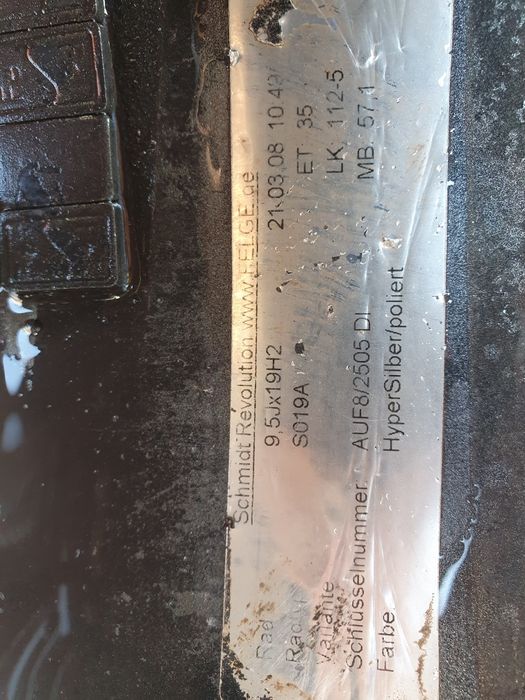 Schmidt Revolution www.FELGE.de
Rad 9,5Jx19H2 21.03.08 10:49
S019A ET 35
Variante LK 112-5
Schlüsselnummer. AUF8/2505 DI MB 57,1
Farbe HyperSilber/poliert